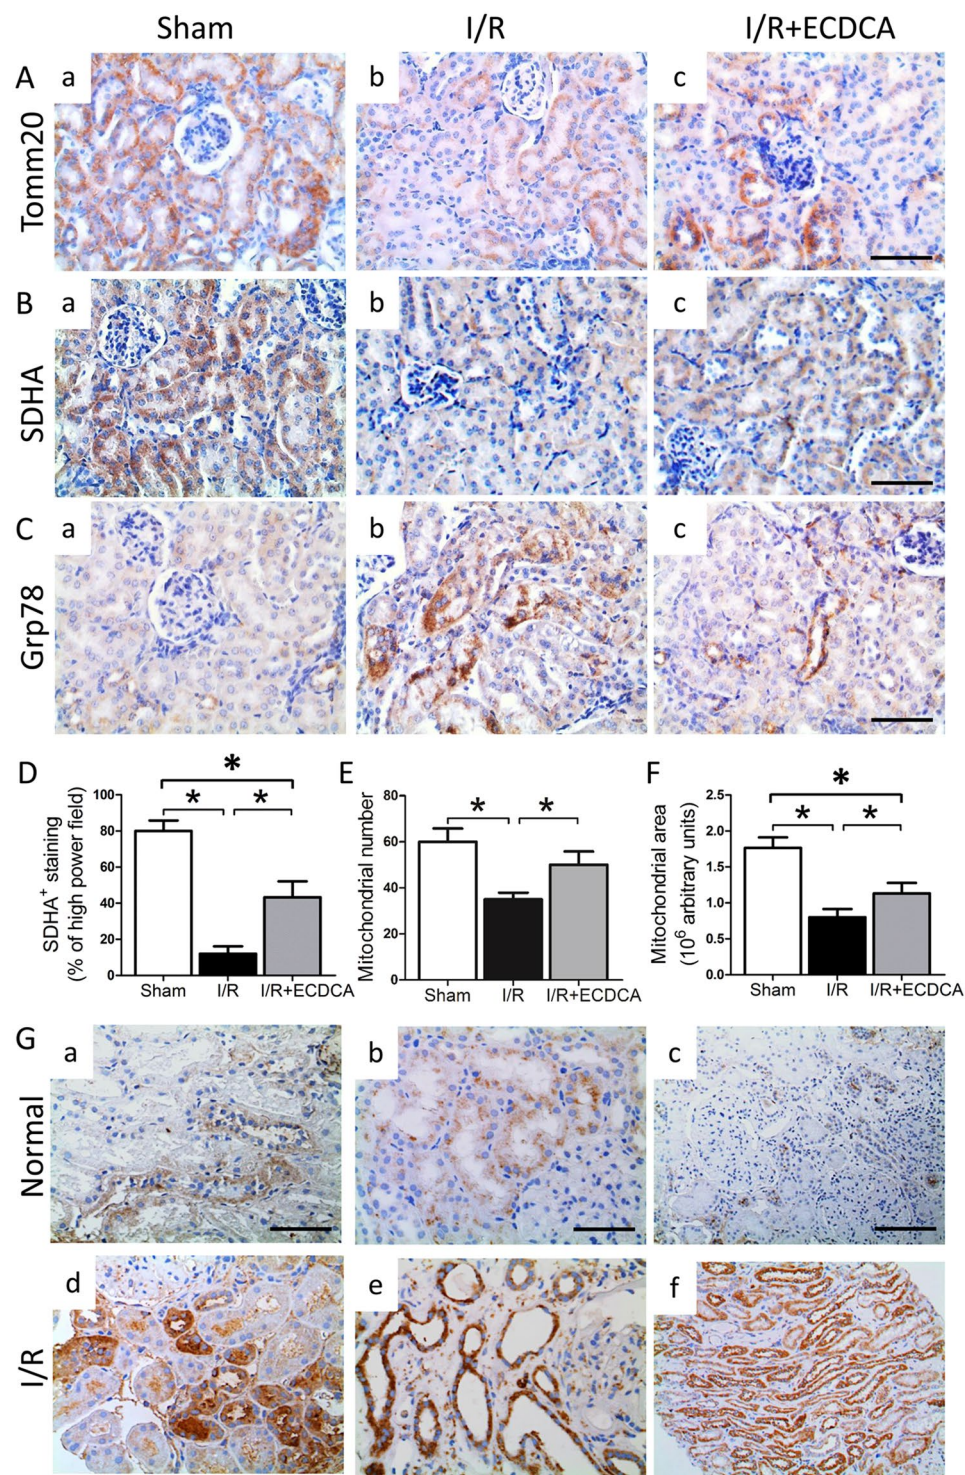 Sham I/R I/R+ECDCA
A a b c
Tomm20
B a b c
SDHA
C a b c
Grp78
D E F
* * *
SDHA⁺ staining
(% of high power field)
100
80
60
40
20
0
Sham I/R I/R+ECDCA
* *
Mitochondrial number
80
60
40
20
0
Sham I/R I/R+ECDCA
* * *
Mitochondrial area
(10⁶ arbitrary units)
2.5
2.0
1.5
1.0
0.5
0.0
Sham I/R I/R+ECDCA
G a b c
Normal
d e f
I/R